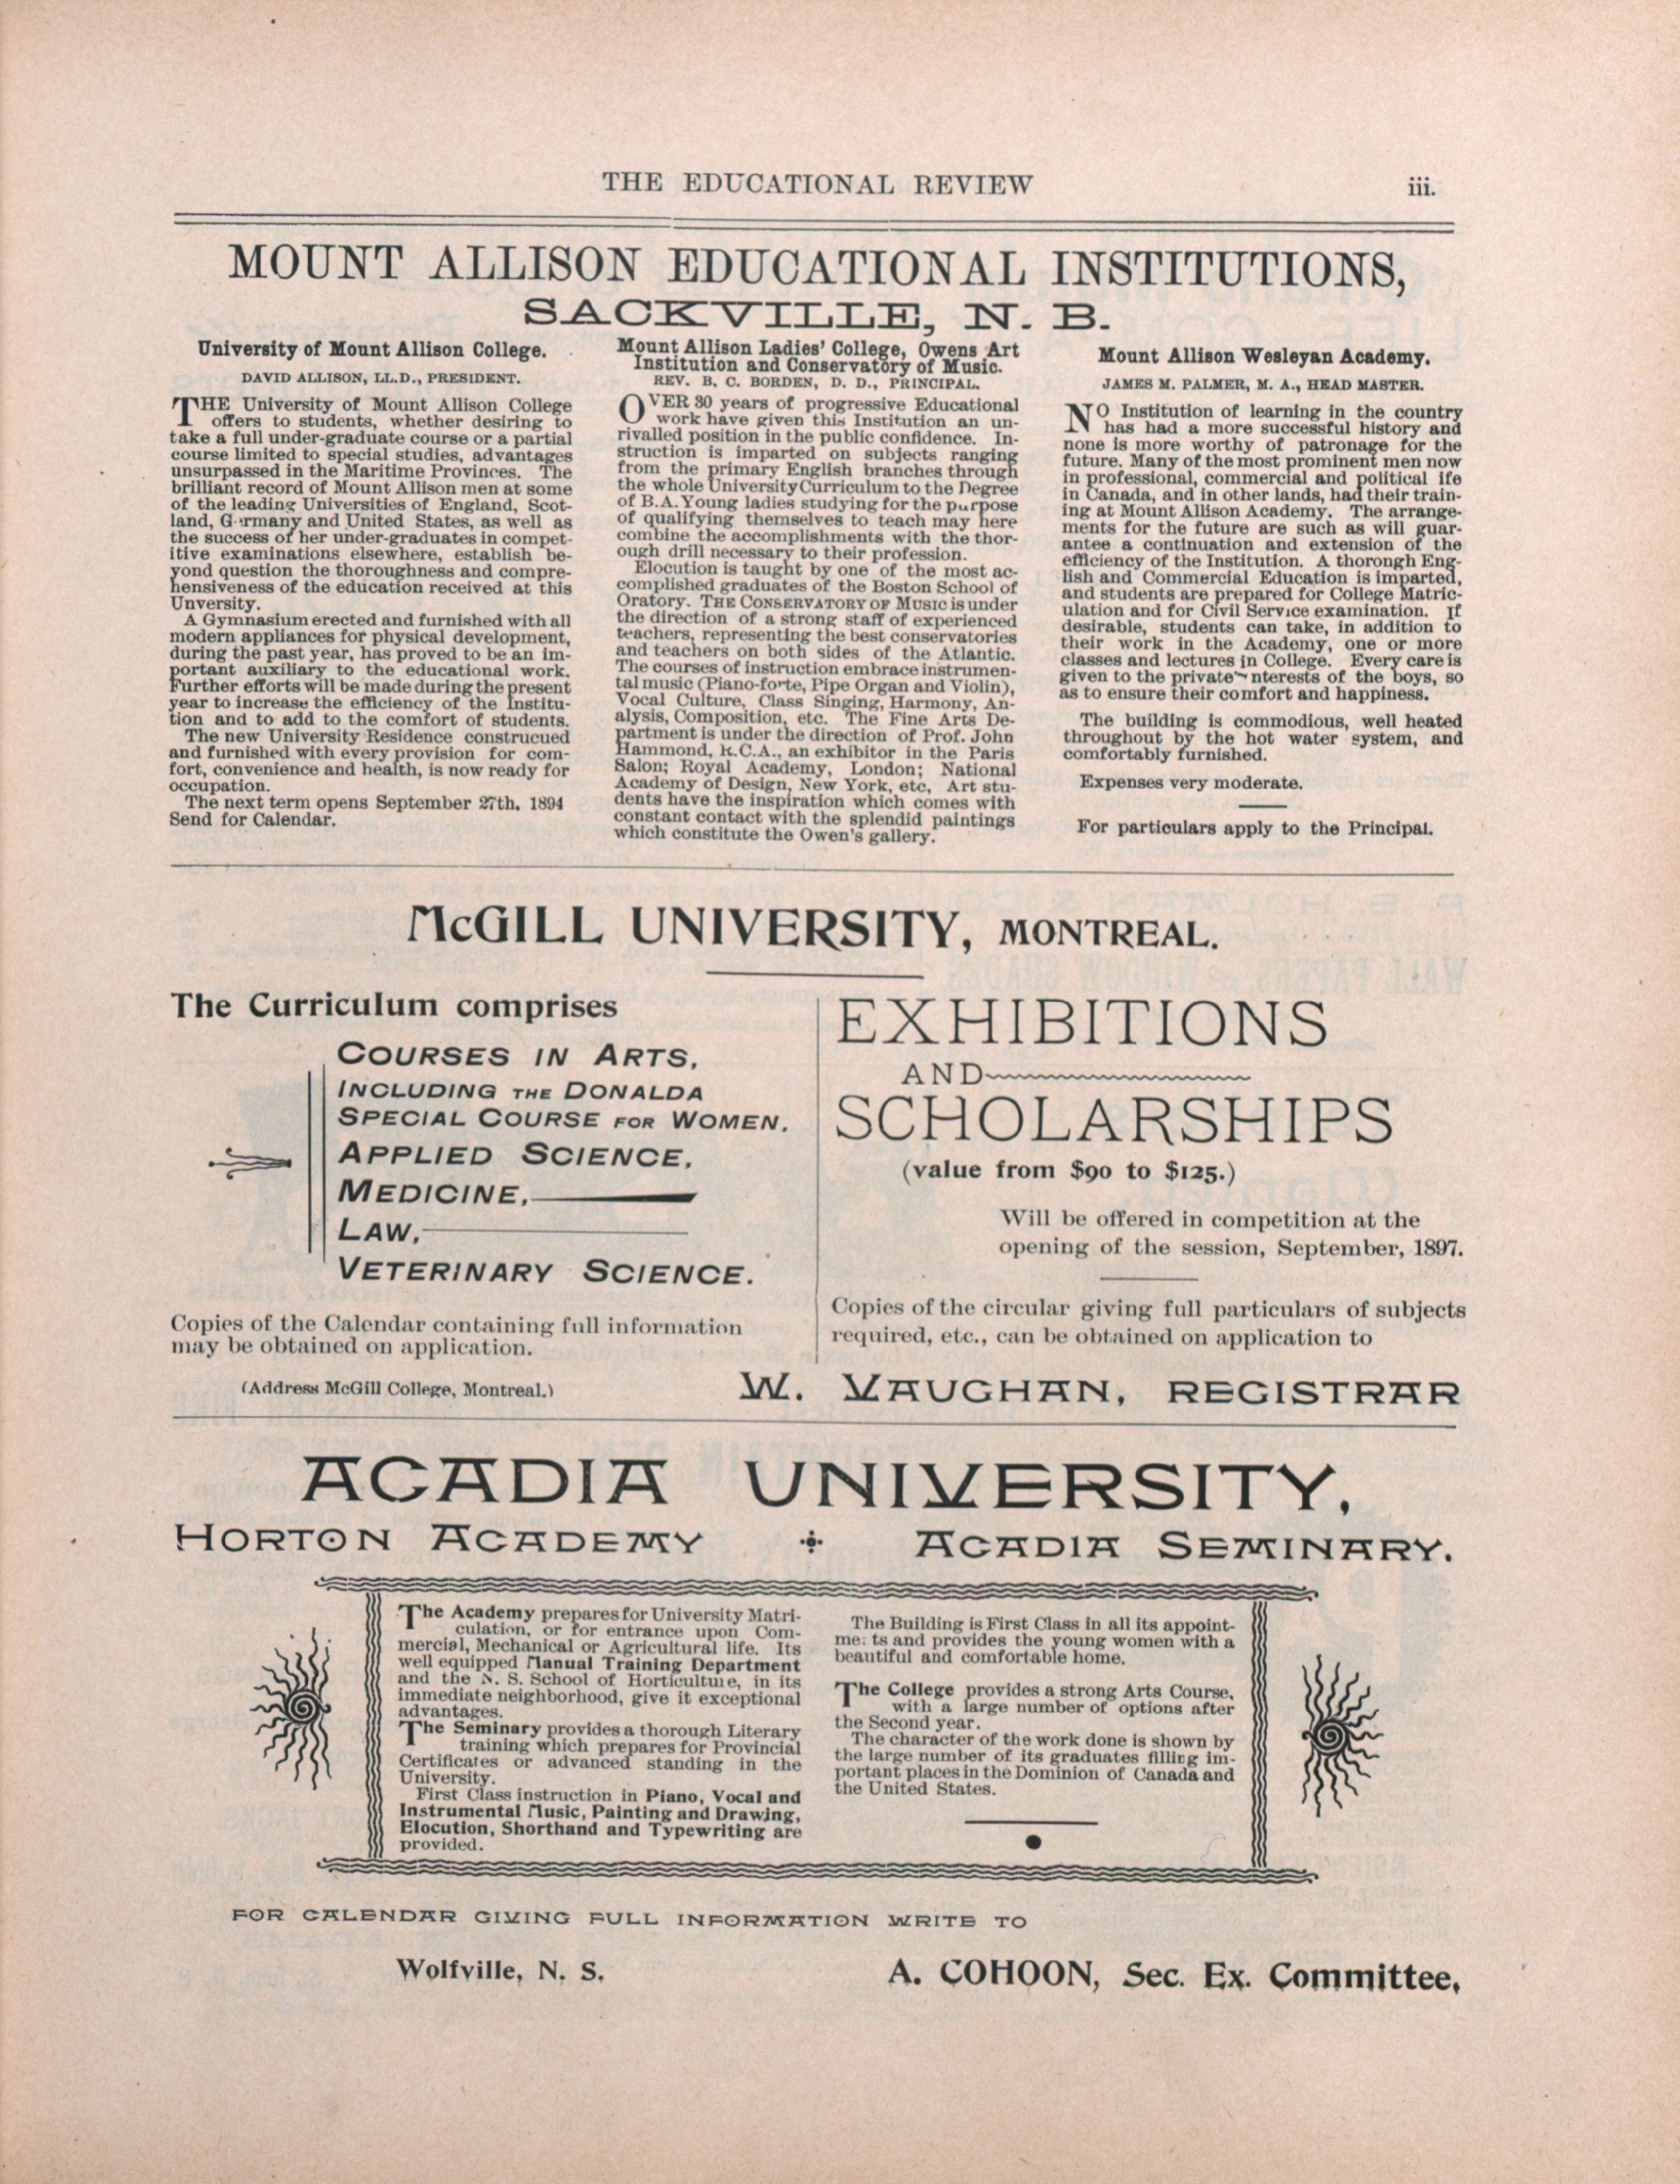 THE EDUCATIONAL REVIEW iii.
MOUNT ALLISON EDUCATIONAL INSTITUTIONS,
SACKVILLE, N. B.
University of Mount Allison College.
DAVID ALLISON, LL.D., PRESIDENT.
THE University of Mount Allison College
offers to students, whether desiring to
take a full under-graduate course or a partial
course limited to special studies, advantages
unsurpassed in the Maritime Provinces. The
brilliant record of Mount Allison men at some
of the leading Universities of England, Scot-
land, G·rmany and United States, as well as
the success of her under-graduates in compet-
itive examinations elsewhere, establish be-
yond question the thoroughness and compre-
hensiveness of the education received at this
Unversity.
A Gymnasium erected and furnished with all
modern appliances for physical development,
during the past year, has proved to be an im-
portant auxiliary to the educational work.
Further efforts will be made during the present
year to increase the efficiency of the Institu-
tion and to add to the comfort of students.
The new University Residence construcued
and furnished with every provision for com-
fort, convenience and health, is now ready for
occupation.
The next term opens September 27th, 1894
Send for Calendar.
Mount Allison Ladies' College, Owens Art
Institution and Conservatory of Music.
REV. B. C. BORDEN, D. D., PRINCIPAL.
OVER 30 years of progressive Educational
work have given this Institution an un-
rivalled position in the public confidence. In-
struction is imparted on subjects ranging
from the primary English branches through
the whole University Curriculum to the Degree
of B.A. Young ladies studying for the purpose
of qualifying themselves to teach may here
combine the accomplishments with the thor-
ough drill necessary to their profession.
Elocution is taught by one of the most ac-
complished graduates of the Boston School of
Oratory. THE CONSERVATORY OF MUSIC is under
the direction of a strong staff of experienced
teachers, representing the best conservatories
and teachers on both sides of the Atlantic.
The courses of instruction embrace instrumen-
tal music (Piano-forte, Pipe Organ and Violin),
Vocal Culture, Class Singing, Harmony, An-
alysis, Composition, etc. The Fine Arts De-
partment is under the direction of Prof. John
Hammond, R.C.A., an exhibitor in the Paris
Salon; Royal Academy, London; National
Academy of Design, New York, etc, Art stu-
dents have the inspiration which comes with
constant contact with the splendid paintings
which constitute the Owen's gallery.
Mount Allison Wesleyan Academy.
JAMES M. PALMER, M. A., HEAD MASTER.
NO Institution of learning in the country
has had a more successful history and
none is more worthy of patronage for the
future. Many of the most prominent men now
in professional, commercial and political ife
in Canada, and in other lands, had their train-
ing at Mount Allison Academy. The arrange-
ments for the future are such as will guar-
antee a continuation and extension of the
efficiency of the Institution. A thorongh Eng-
lish and Commercial Education is imparted,
and students are prepared for College Matric-
ulation and for Civil Service examination. If
desirable, students can take, in addition to
their work in the Academy, one or more
classes and lectures in College. Every care is
given to the private nterests of the boys, so
as to ensure their comfort and happiness.
The building is commodious, well heated
throughout by the hot water system, and
comfortably furnished.
Expenses very moderate.
For particulars apply to the Principal.
McGILL UNIVERSITY, MONTREAL.
The Curriculum comprises
COURSES IN ARTS,
INCLUDING THE DONALDA
SPECIAL COURSE FOR WOMEN.
APPLIED SCIENCE,
MEDICINE,
LAW,
VETERINARY SCIENCE.
Copies of the Calendar containing full information
may be obtained on application.
(Address McGill College, Montreal.)
EXHIBITIONS
AND
SCHOLARSHIPS
(value from $90 to $125.)
Will be offered in competition at the
opening of the session, September, 1897.
Copies of the circular giving full particulars of subjects
required, etc., can be obtained on application to
W. VAUGHAN, REGISTRAR
ACADIA UNIVERSITY,
HORTON ACADEMY ACADIA SEMINARY.
The Academy prepares for University Matri-
culation, or for entrance upon Com-
mercial, Mechanical or Agricultural life. Its
well equipped Manual Training Department
and the N. S. School of Horticulture, in its
immediate neighborhood, give it exceptional
advantages.
The Seminary provides a thorough Literary
training which prepares for Provincial
Certificates or advanced standing in the
University.
First Class instruction in Piano, Vocal and
Instrumental Music, Painting and Drawing,
Elocution, Shorthand and Typewriting are
provided.
The Building is First Class in all its appoint-
me: ts and provides the young women with a
beautiful and comfortable home.
The College provides a strong Arts Course,
with a large number of options after
the Second year.
The character of the work done is shown by
the large number of its graduates filling im-
portant places in the Dominion of Canada and
the United States.
FOR CALENDAR GIVING FULL INFORMATION WRITE TO
Wolfville, N. S.
A. COHOON, Sec. Ex. Committee,